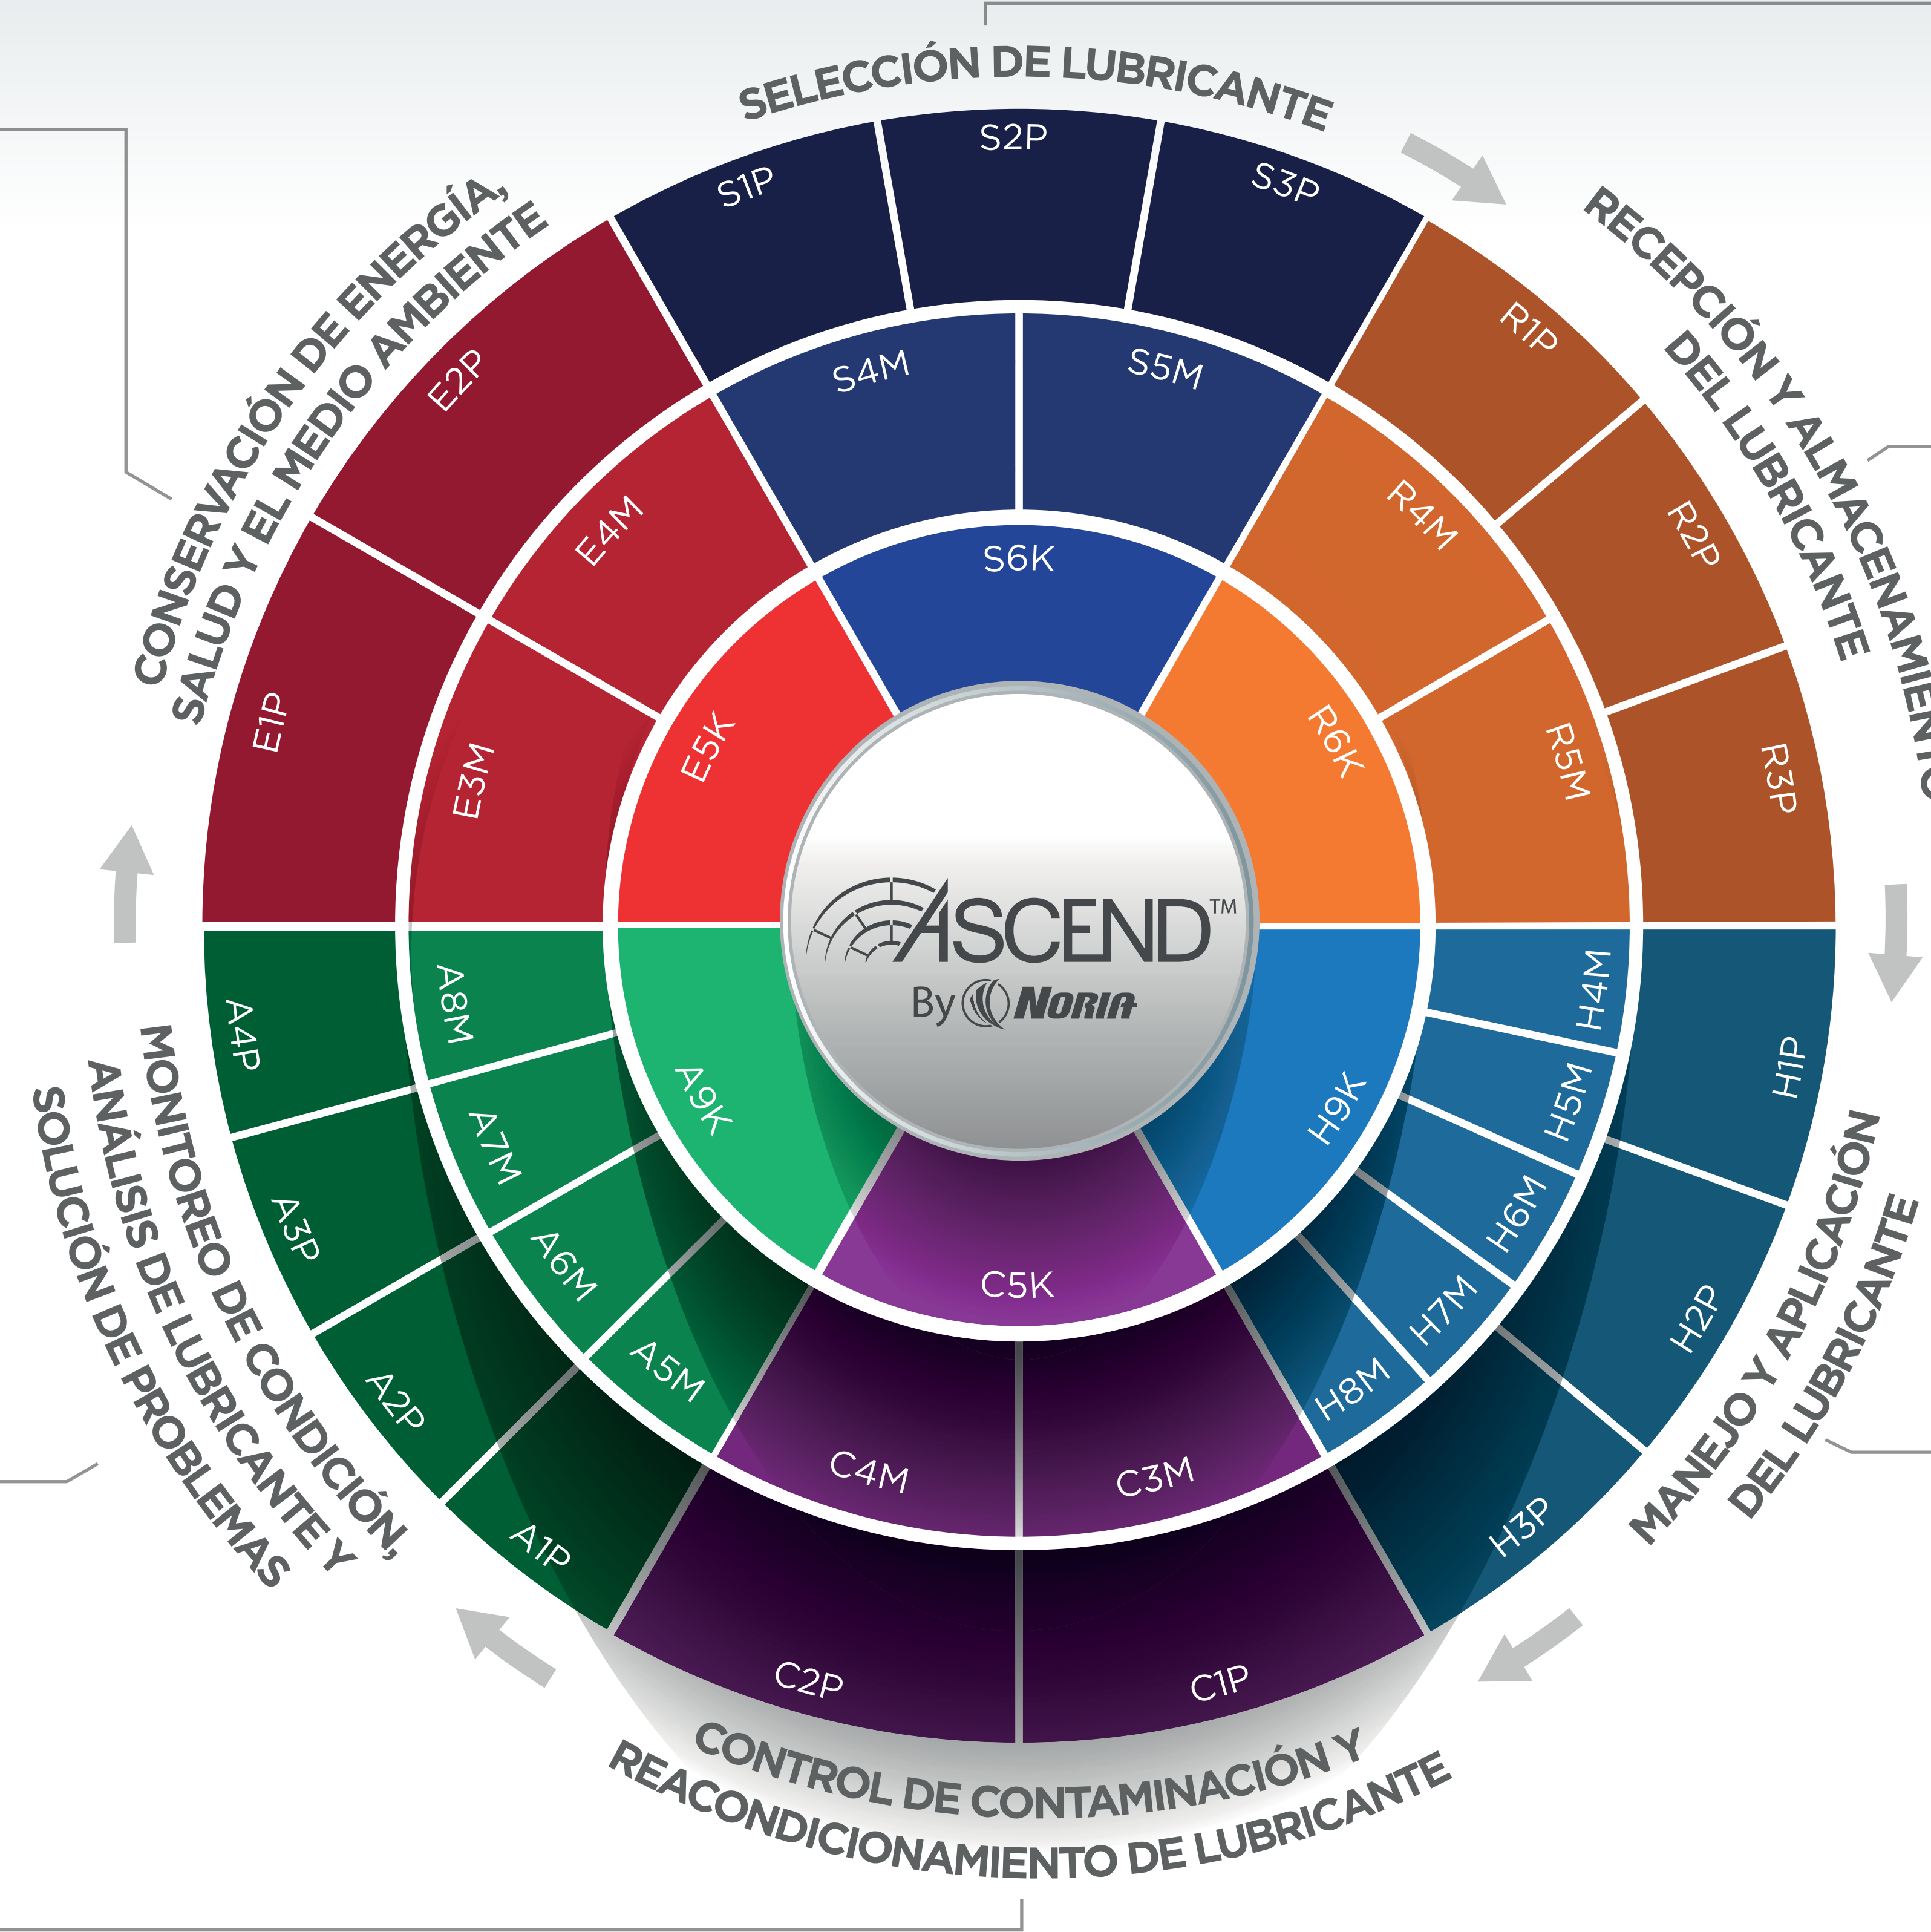 SELECCIÓN DE LUBRICANTE
S1P
S2P
S3P
S4M
S5M
S6K
RECEPCIÓN Y ALMACENAMIENTO
DEL LUBRICANTE
R1P
R2P
R3P
R4M
R5M
R6K
MANEJO Y APLICACIÓN
DEL LUBRICANTE
H1P
H2P
H3P
H4M
H5M
H6M
H7M
H8M
H9K
CONTROL DE CONTAMINACIÓN Y
REACONDICIONAMIENTO DE LUBRICANTE
C1P
C2P
C3M
C4M
C5K
MONITOREO DE CONDICIÓN,
ANÁLISIS DE LUBRICANTE Y
SOLUCIÓN DE PROBLEMAS
A1P
A2P
A3P
A4P
A5M
A6M
A7M
A8M
A9K
CONSERVACIÓN DE ENERGÍA,
SALUD Y EL MEDIO AMBIENTE
E1P
E2P
E3M
E4M
E5K
ASCEND™
By NORIA